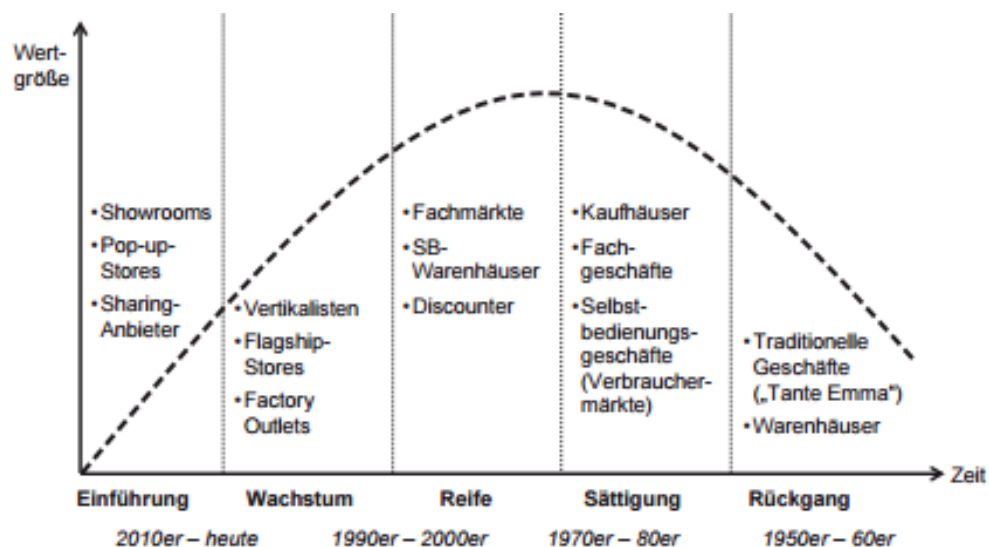 Wert-
größe
• Showrooms
• Pop-up-
Stores
• Sharing-
Anbieter
• Vertikalisten
• Flagship-
Stores
• Factory
Outlets
• Fachmärkte
• SB-
Warenhäuser
• Discounter
• Kaufhäuser
• Fach-
geschäfte
• Selbst-
bedienungs-
geschäfte
(Verbraucher-
märkte)
• Traditionelle
Geschäfte
(„Tante Emma“)
• Warenhäuser
Zeit
Einführung Wachstum Reife Sättigung Rückgang
2010er – heute 1990er – 2000er 1970er – 80er 1950er – 60er